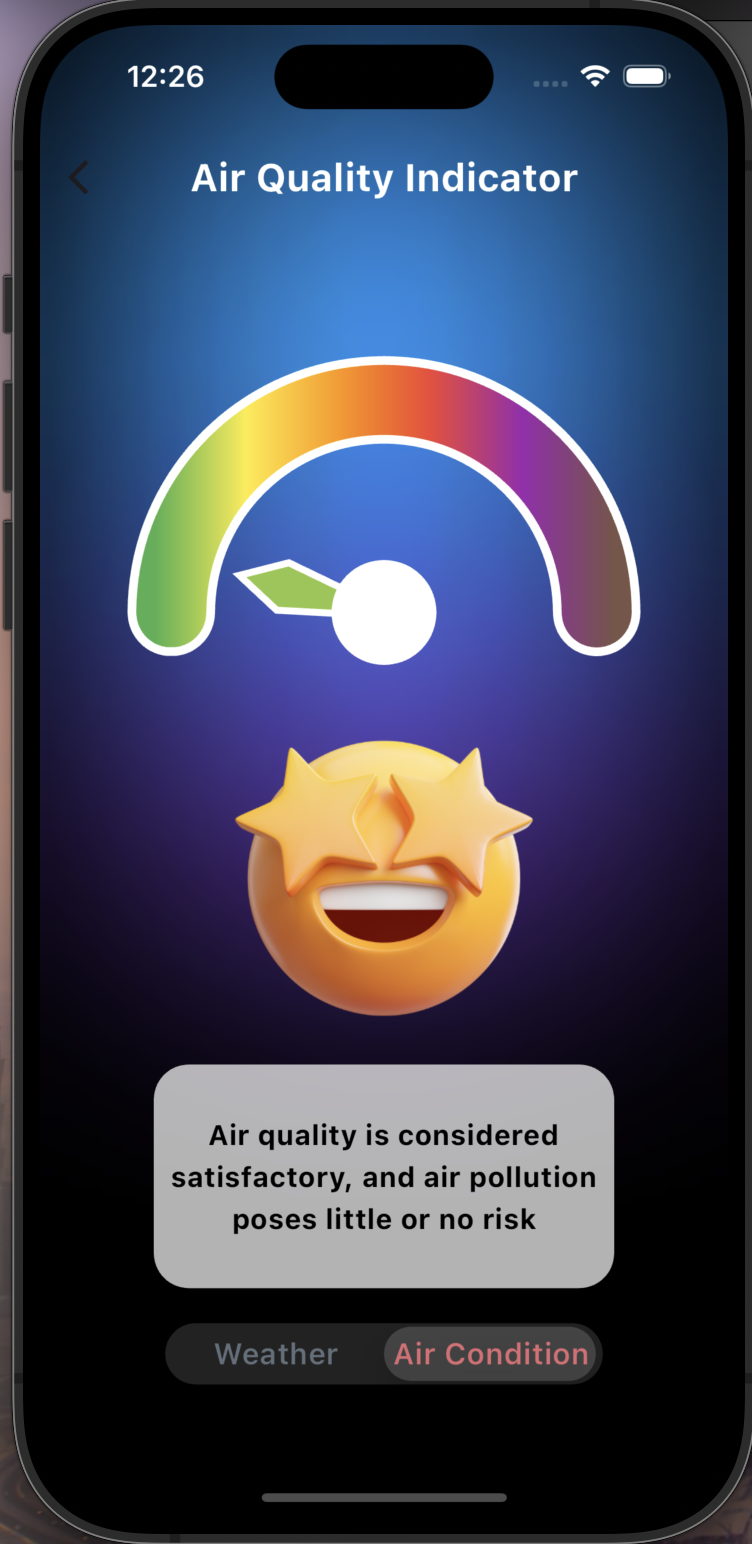 12:26
Air Quality Indicator
Air quality is considered
satisfactory, and air pollution
poses little or no risk
Weather Air Condition